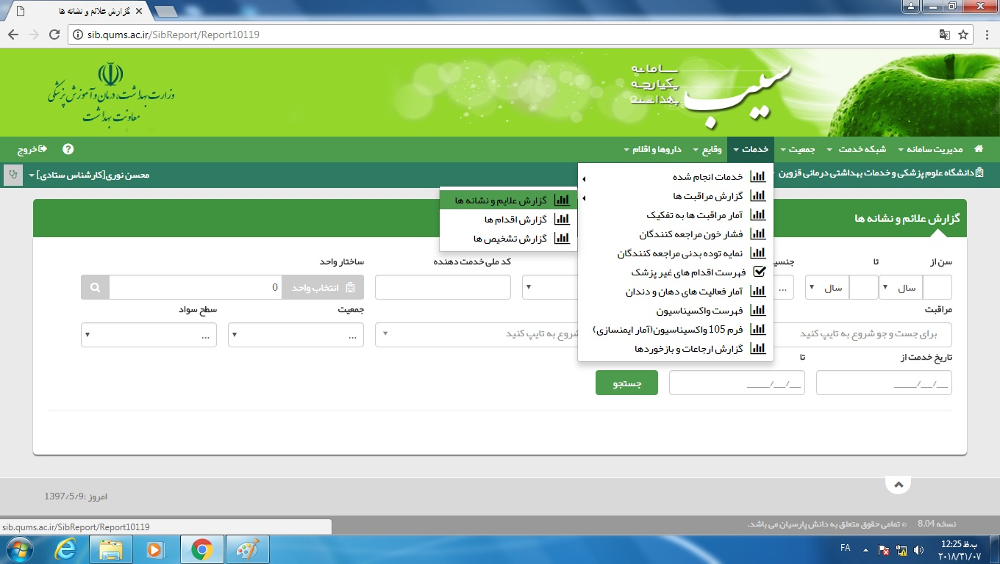 گزارش علائم و نشانه ها
sib.qums.ac.ir/SibReport/Report10119
سامانه
یکپارچه
بهداشت
سیب
وزارت بهداشت، درمان و آموزش پزشکی
معاونت بهداشت
مدیریت سامانه
شبکه خدمت
جمعیت
خدمات
وقایع
داروها و اقلام
خروج
دانشگاه علوم پزشکی و خدمات بهداشتی درمانی قزوین
محسن نوری[کارشناس ستادی]
خدمات انجام شده
گزارش مراقبت ها
آمار مراقبت ها به تفکیک
فشار خون مراجعه کنندگان
نمایه توده بدنی مراجعه کنندگان
فهرست اقدام های غیر پزشک
آمار فعالیت های دهان و دندان
فهرست واکسیناسیون
فرم 105 واکسیناسیون(آمار ایمنسازی)
گزارش ارجاعات و بازخوردها
گزارش علایم و نشانه ها
گزارش اقدام ها
گزارش تشخیص ها
گزارش علائم و نشانه ها
سن از
تا
کد ملی خدمت دهنده
ساختار واحد
سال
سال
...
انتخاب واحد
0
مراقبت
جمعیت
سطح سواد
برای جست و جو شروع به تایپ کنید
شروع به تایپ کنید
...
...
تاریخ خدمت از
تا
__/__/____
__/__/____
جستجو
امروز :1397/5/9
نسخه 8.04
© تمامی حقوق متعلق به دانش پارسیان می باشد.
sib.qums.ac.ir/SibReport/Report10119
FA
12:25 ب.ظ
۲۰۱۸/۳۱/۰۷